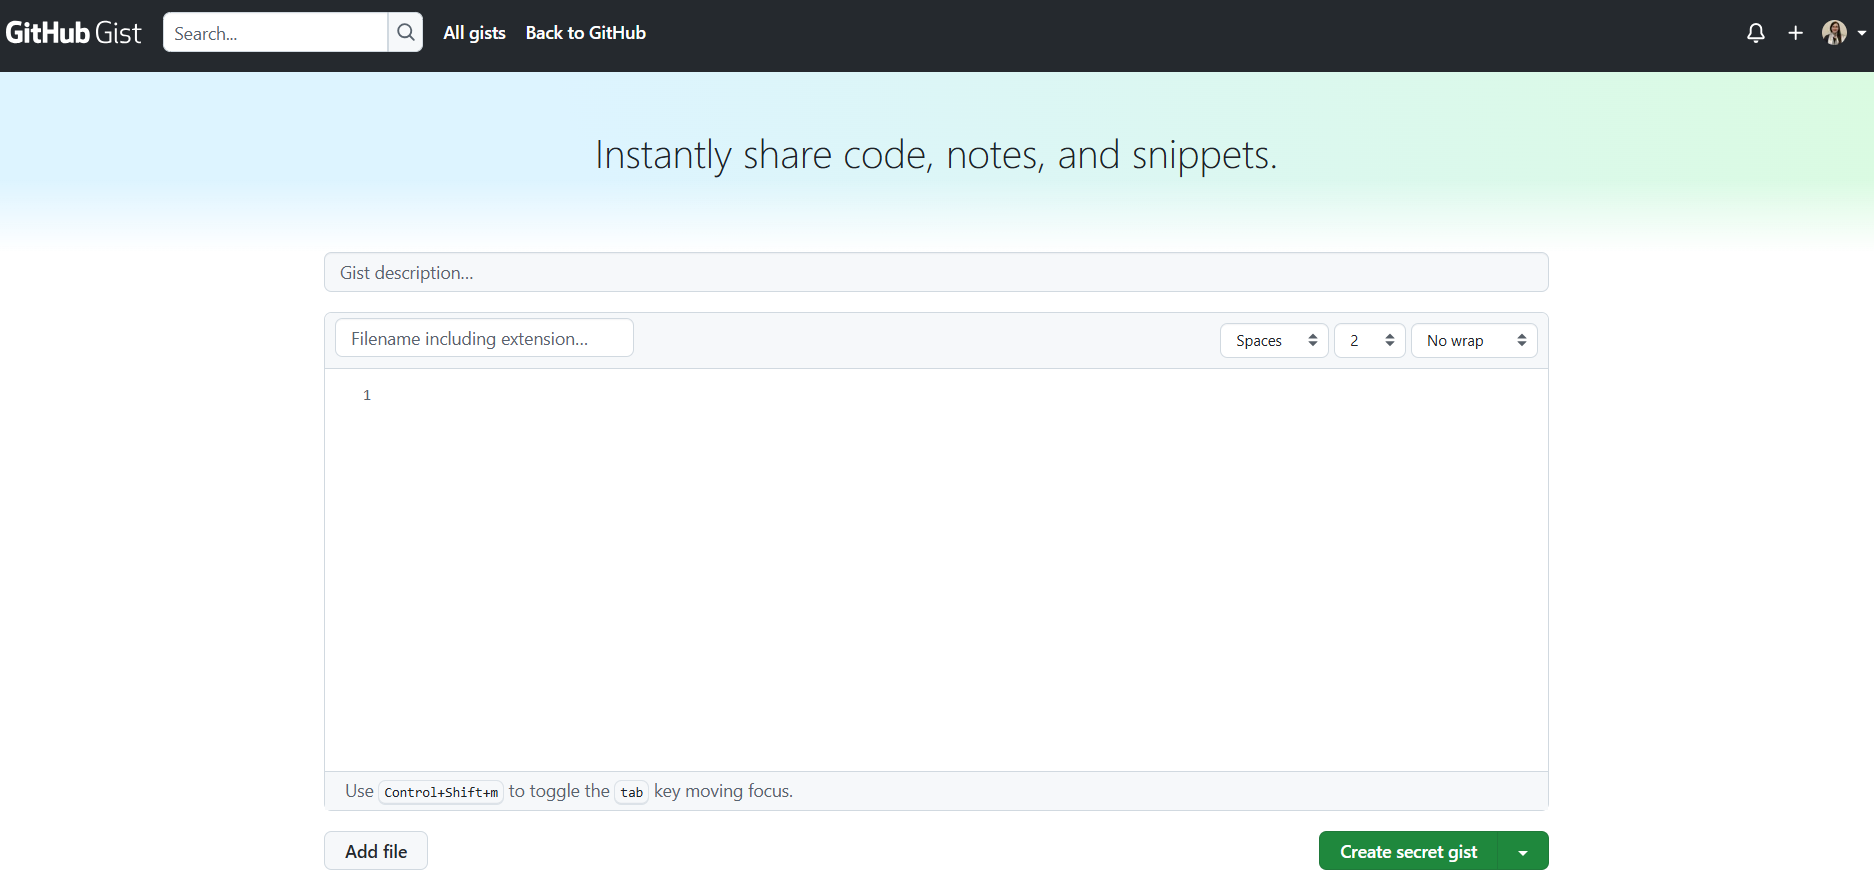 GitHub Gist Search... All gists Back to GitHub
Instantly share code, notes, and snippets.
Gist description...
Filename including extension... Spaces 2 No wrap
1
Use Control+Shift+m to toggle the tab key moving focus.
Add file Create secret gist